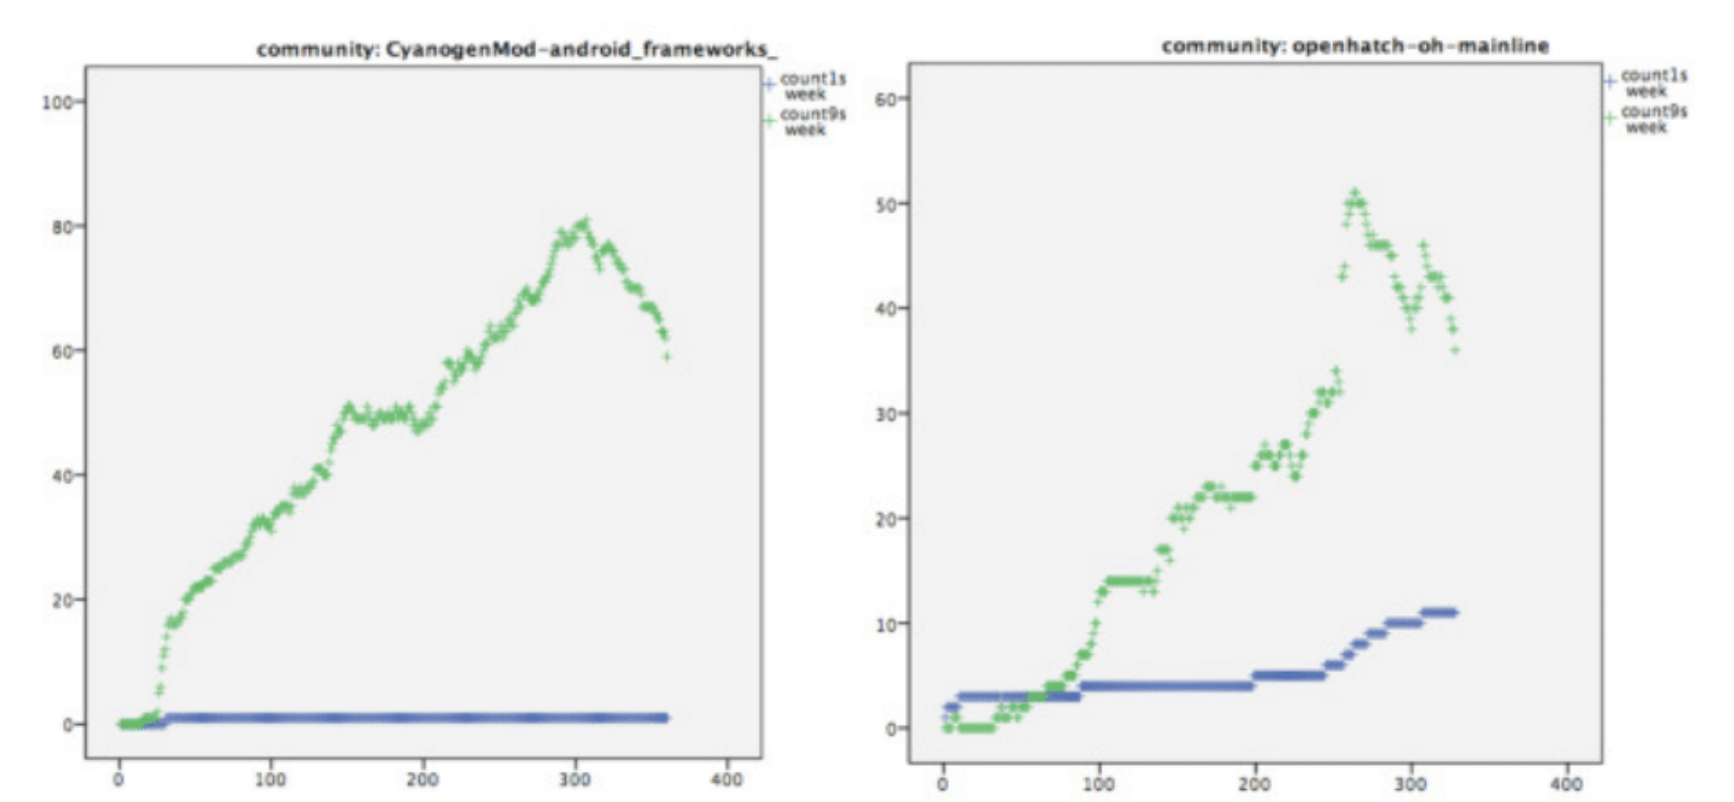 community: CyanogenMod-android_frameworks_
count1s
week
count9s
week
100
80
60
40
20
0
0 100 200 300 400
community: openhatch-oh-mainline
count1s
week
count9s
week
60
50
40
30
20
10
0
0 100 200 300 400